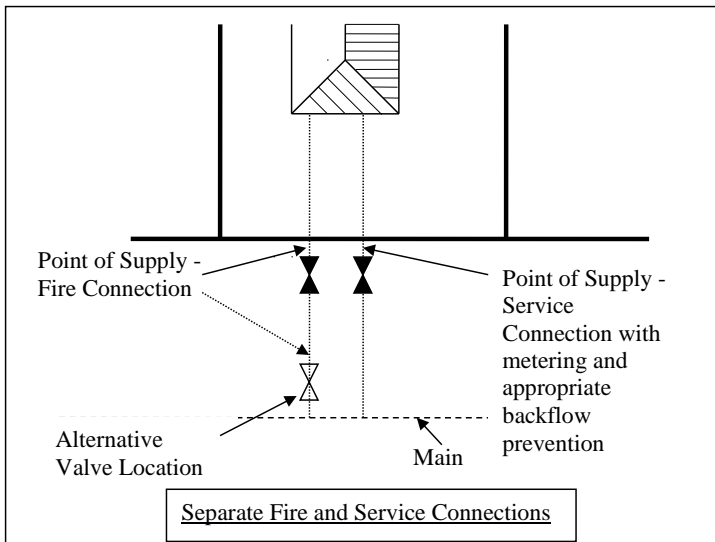 Point of Supply -
Fire Connection
Point of Supply -
Service
Connection with
metering and
appropriate
backflow
prevention
Alternative
Valve Location
Main
Separate Fire and Service Connections